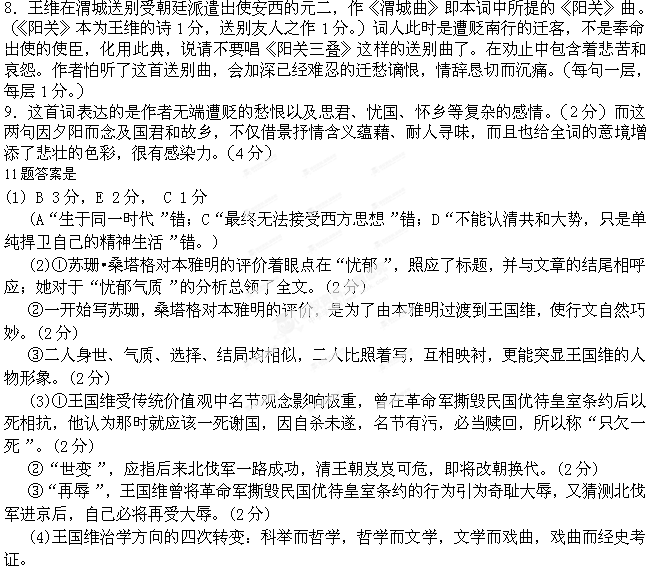 8．王维在渭城送别受朝廷派遣出使安西的元二，作《渭城曲》即本词中所提的《阳关》曲。
（《阳关》本为王维的诗1分，送别友人之作1分。）词人此时是遭贬南行的迁客，不是奉命
出使的使臣，化用此典，说请不要唱《阳关三叠》这样的送别曲了。在劝止中包含着悲苦和
哀怨。作者怕听了这首送别曲，会加深已经难忍的迁愁谪恨，情辞恳切而沉痛。（每句一层，
每层1分。）
9．这首词表达的是作者无端遭贬的愁恨以及思君、忧国、怀乡等复杂的感情。（2分）而这
两句因夕阳而念及国君和故乡，不仅借景抒情含义蕴藉、耐人寻味，而且也给全词的意境增
添了悲壮的色彩，很有感染力。（4分）
11题答案是
(1) B 3分，E 2分， C 1分
（A“生于同一时代”错；C“最终无法接受西方思想”错；D“不能认清共和大势，只是单
纯捍卫自己的精神生活”错。）
(2)①苏珊•桑塔格对本雅明的评价着眼点在“忧郁”，照应了标题，并与文章的结尾相呼
应；她对于“忧郁气质”的分析总领了全文。(2分)
②一开始写苏珊，桑塔格对本雅明的评价，是为了由本雅明过渡到王国维，使行文自然巧
妙。(2分)
③二人身世、气质、选择、结局均相似，二人比照着写，互相映衬，更能突显王国维的人
物形象。(2分)
(3)①王国维受传统价值观中名节观念影响极重，曾在革命军撕毁民国优待皇室条约后以
死相抗，他认为那时就应该一死谢国，因自杀未遂，名节有污，必当赎回，所以称“只欠一
死”。(2分)
②“世变”，应指后来北伐军一路成功，清王朝岌岌可危，即将改朝换代。(2分)
③“再辱”，王国维曾将革命军撕毁民国优待皇室条约的行为引为奇耻大辱，又猜测北伐
军进京后，自己必将再受大辱。(2分)
(4)王国维治学方向的四次转变：科举而哲学，哲学而文学，文学而戏曲，戏曲而经史考
证。